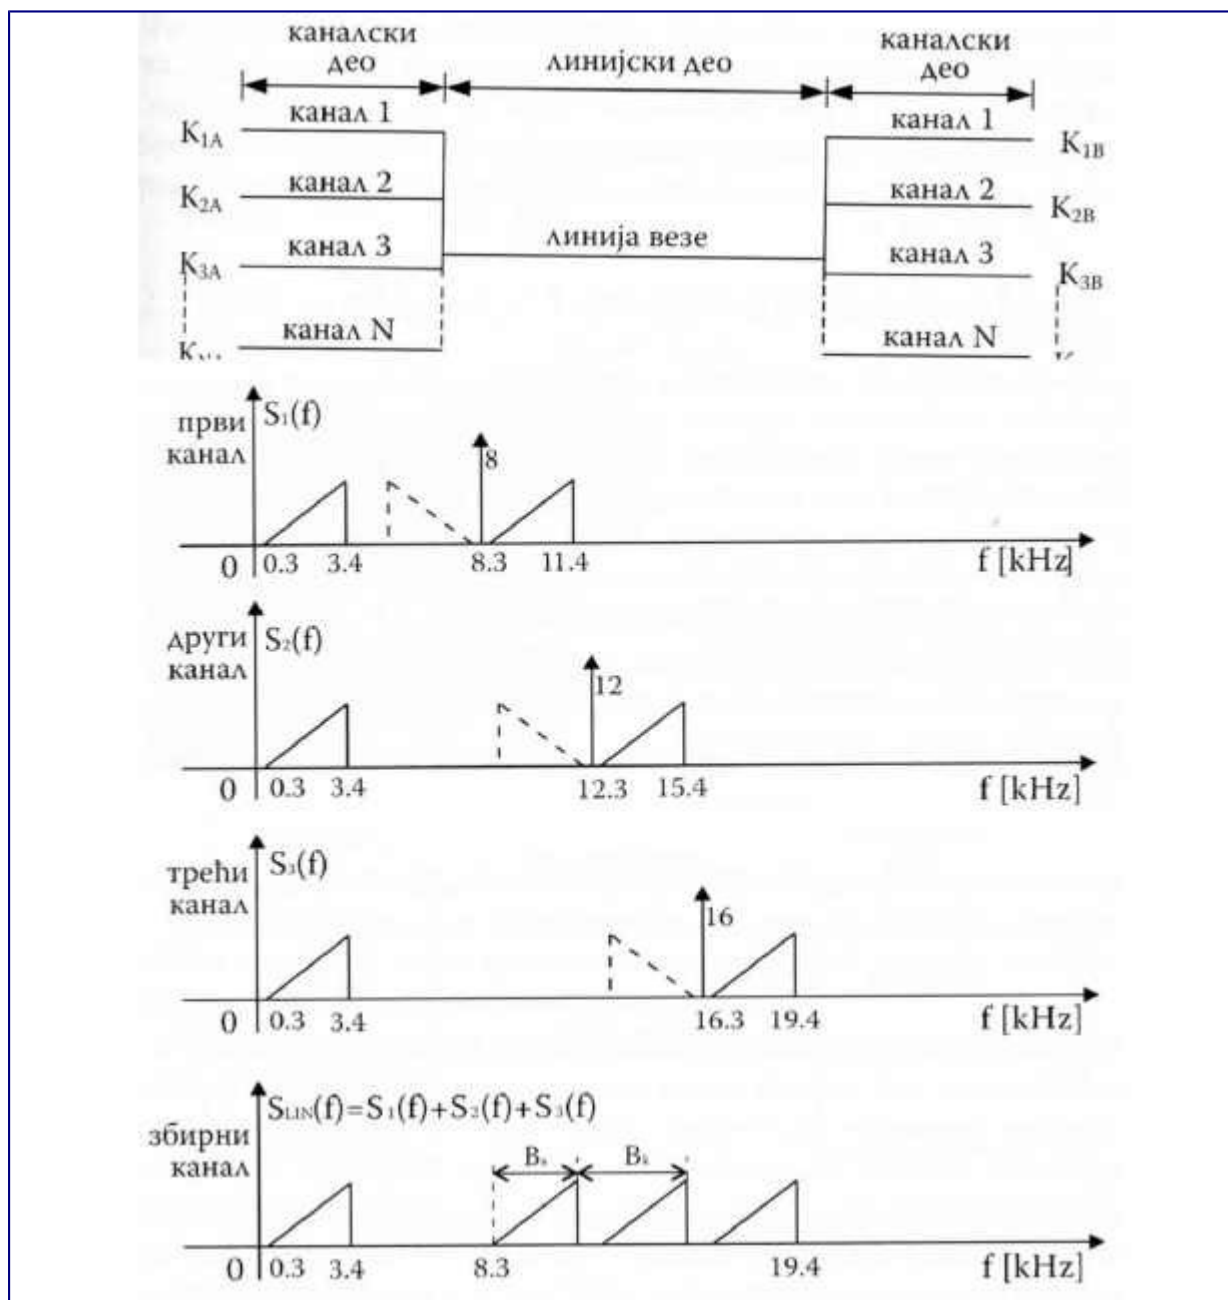 каналски
део
линијски део
каналски
део
канал 1
K1A
канал 1
K1B
канал 2
K2A
канал 2
K2B
канал 3
K3A
линија везе
канал 3
K3B
канал N
канал N
први
канал
S1(f)
8
0 0.3 3.4 8.3 11.4 f [kHz]
други
канал
S2(f)
12
0 0.3 3.4 12.3 15.4 f [kHz]
трећи
канал
S3(f)
16
0 0.3 3.4 16.3 19.4 f [kHz]
збирни
канал
SLIN(f)=S1(f)+S2(f)+S3(f)
0 0.3 3.4 8.3 19.4 f [kHz]